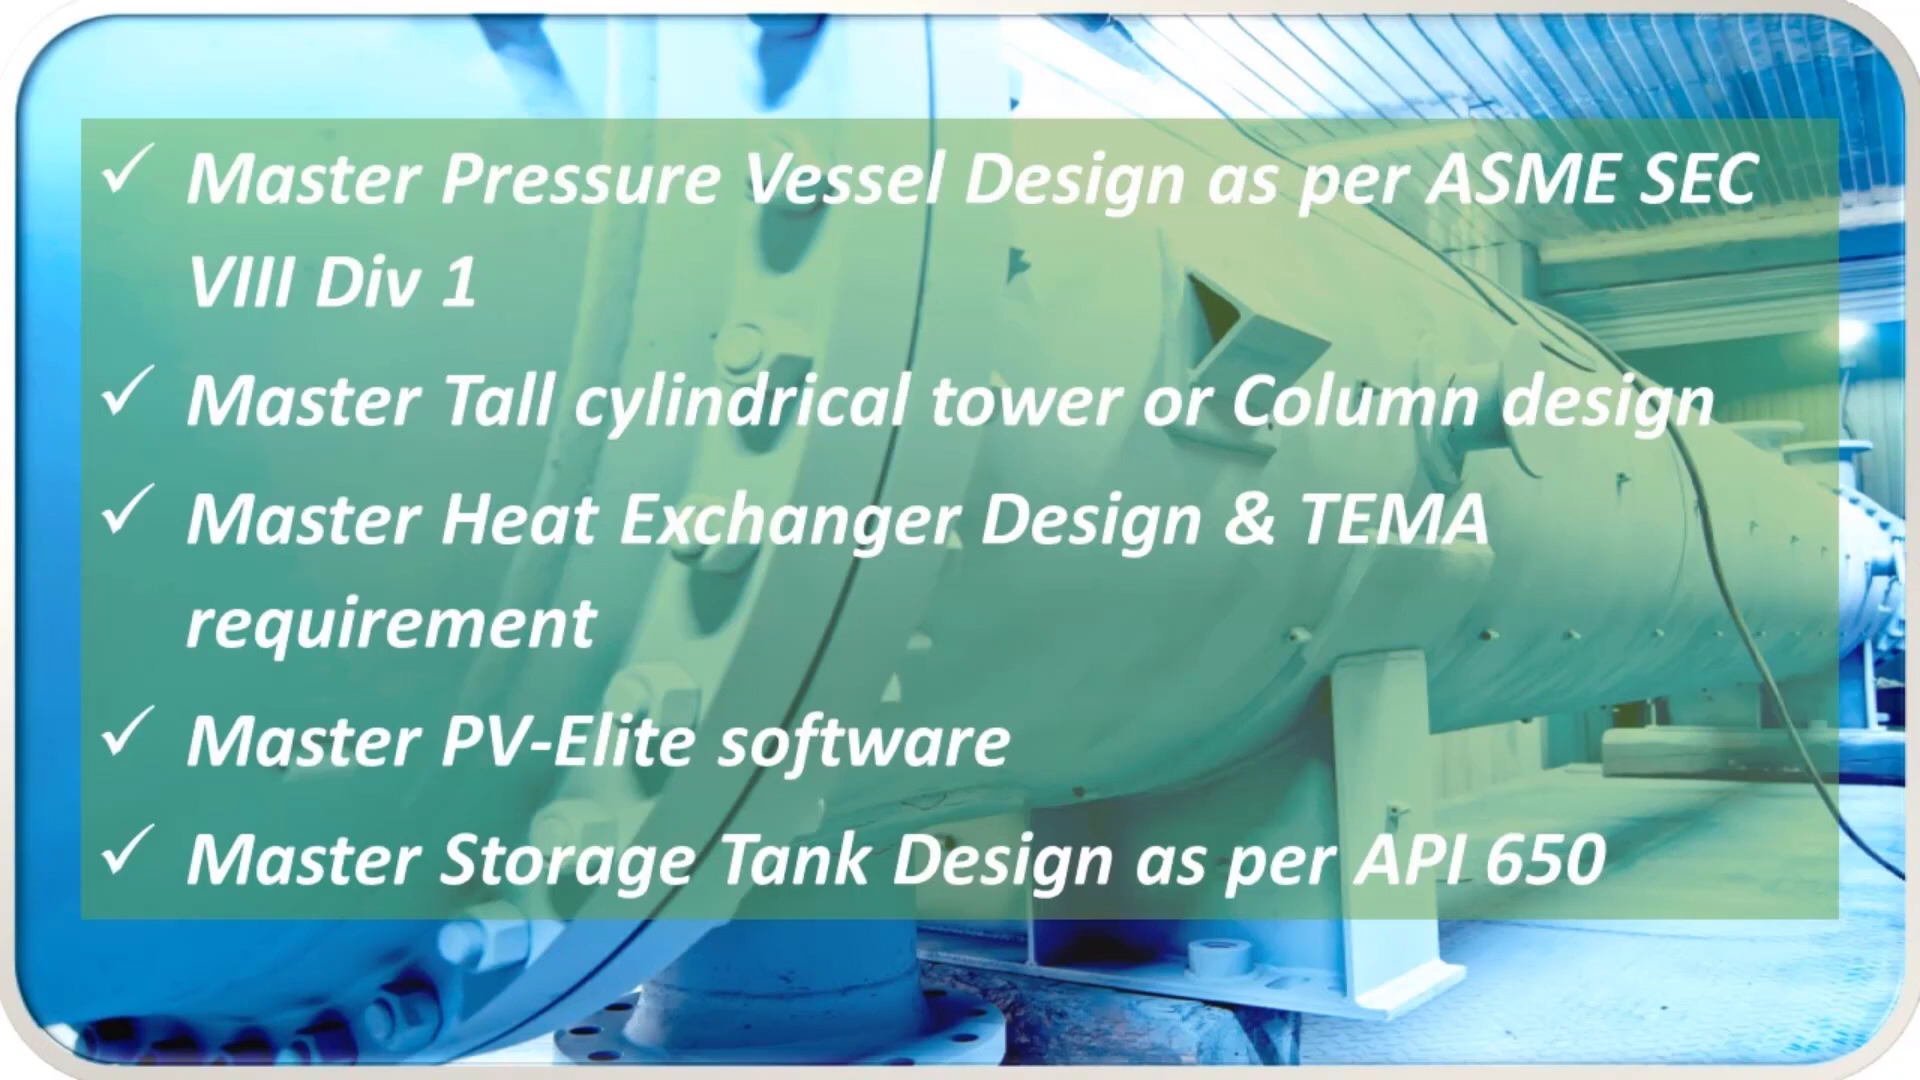 ✓ Master Pressure Vessel Design as per ASME SEC
VIII Div 1
✓ Master Tall cylindrical tower or Column design
✓ Master Heat Exchanger Design & TEMA
requirement
✓ Master PV-Elite software
✓ Master Storage Tank Design as per API 650